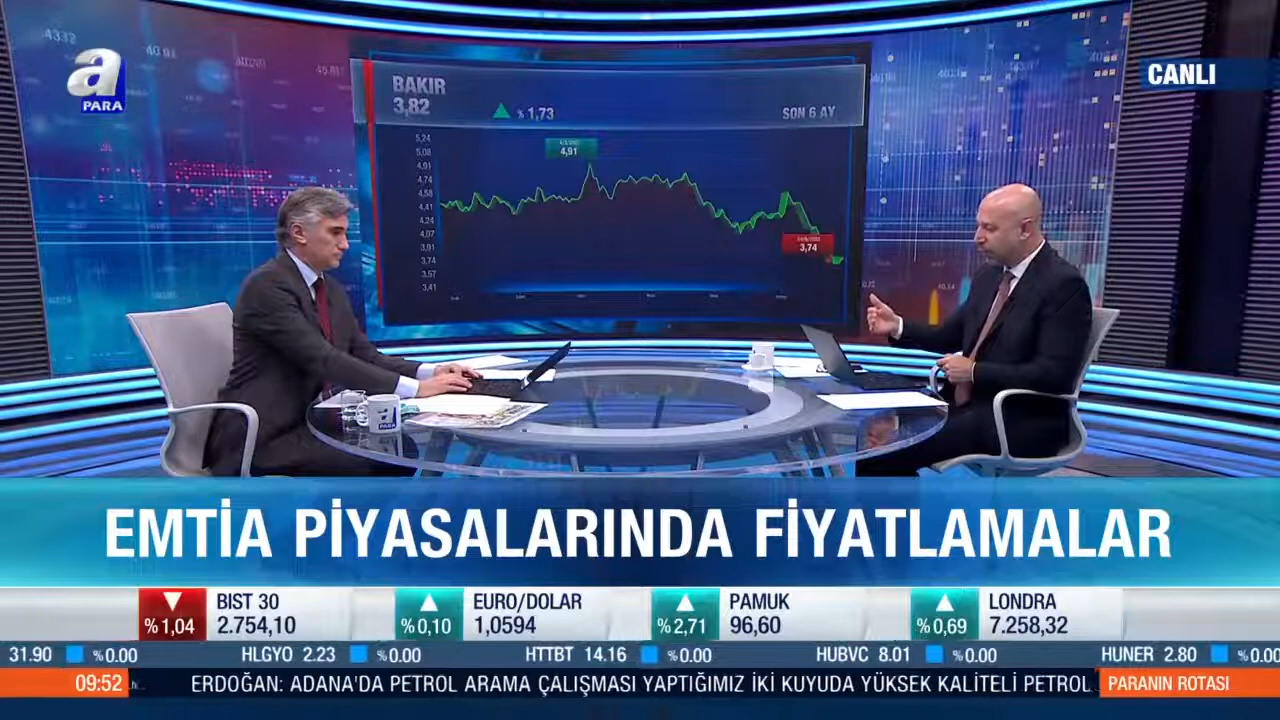 a
PARA
CANLI
BAKIR
3,82
% 1,73
SON 6 AY
5,24
5,08
4,91
4,74
4,58
4,41
4,24
4,07
3,91
3,74
3,57
3,41
4,91
3,74
a
PARA
EMTİA PİYASALARINDA FİYATLAMALAR
%1,04 BIST 30 2.754,10
%0,10 EURO/DOLAR 1,0594
%2,71 PAMUK 96,60
%0,69 LONDRA 7.258,32
31.90 %0.00 HLGYO 2.23 %0.00 HTTBT 14.16 %0.00 HUBVC 8.01 %0.00 HUNER 2.80 %0.00
09:52 ERDOĞAN: ADANA'DA PETROL ARAMA ÇALIŞMASI YAPTIĞIMIZ İKİ KUYUDA YÜKSEK KALİTELİ PETROL PARANIN ROTASI